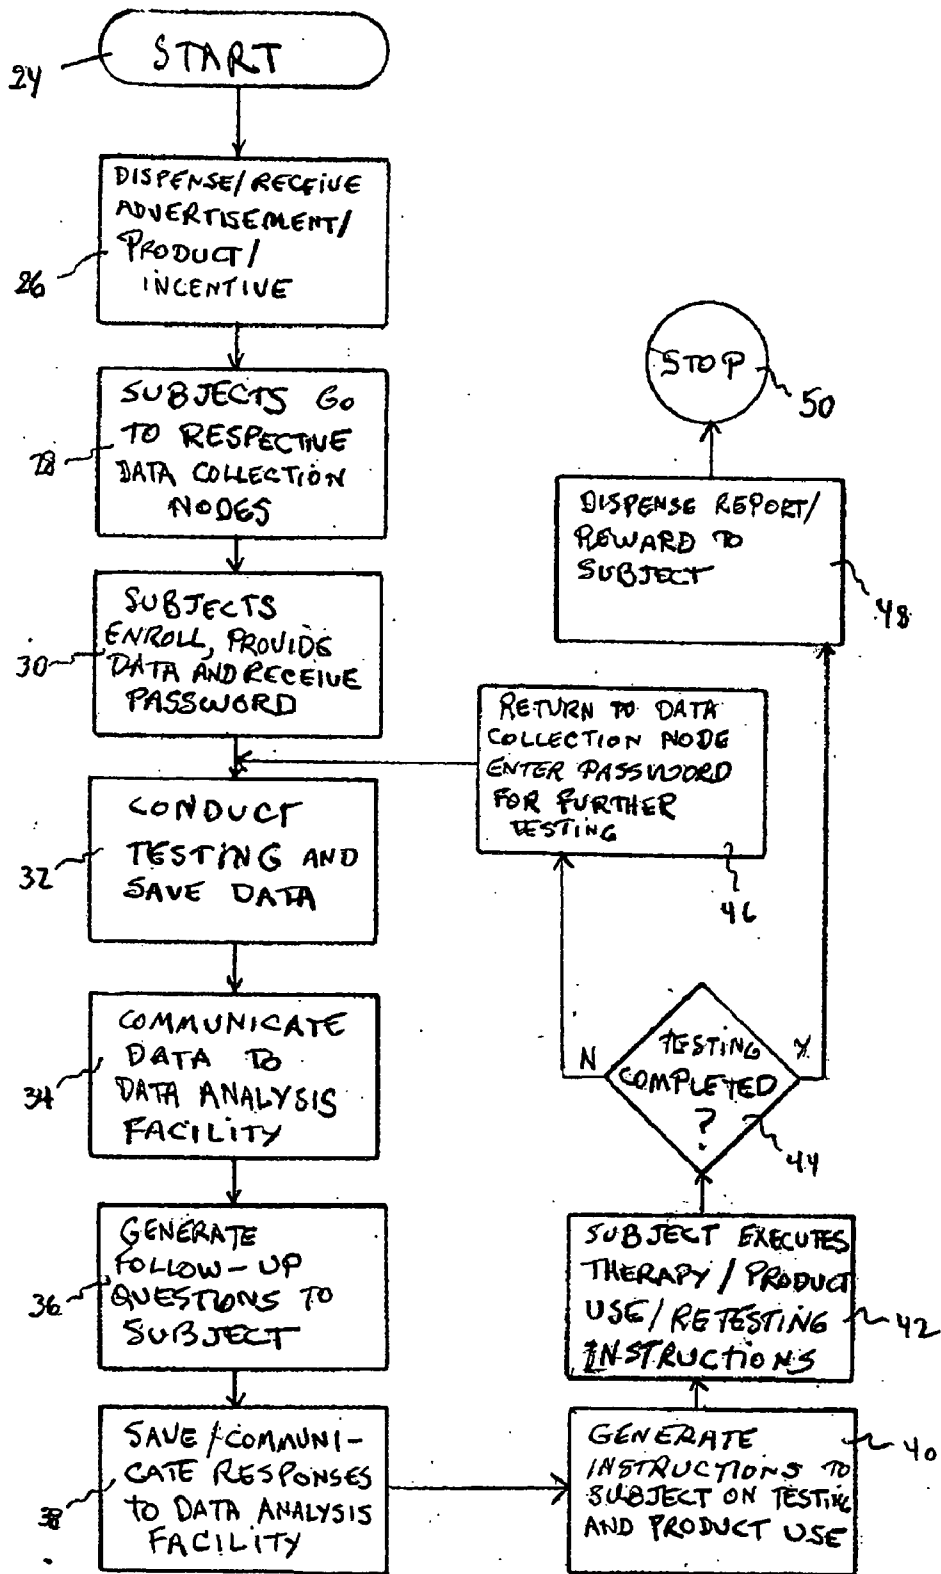 START
24
DISPENSE/RECEIVE
ADVERTISEMENT/
PRODUCT/
INCENTIVE
26
SUBJECTS GO
TO RESPECTIVE
DATA COLLECTION
NODES
28
SUBJECTS
ENROLL, PROVIDE
DATA AND RECEIVE
PASSWORD
30
CONDUCT
TESTING AND
SAVE DATA
32
COMMUNICATE
DATA TO
DATA ANALYSIS
FACILITY
34
GENERATE
FOLLOW-UP
QUESTIONS TO
SUBJECT
36
SAVE/COMMUNI-
CATE RESPONSES
TO DATA ANALYSIS
FACILITY
38
GENERATE
INSTRUCTIONS TO
SUBJECT ON TESTING
AND PRODUCT USE
40
SUBJECT EXECUTES
THERAPY/PRODUCT
USE/RETESTING
INSTRUCTIONS
42
TESTING
COMPLETED
?
44
N
Y
RETURN TO DATA
COLLECTION NODE
ENTER PASSWORD
FOR FURTHER
TESTING
46
DISPENSE REPORT/
REWARD TO
SUBJECT
48
STOP
50